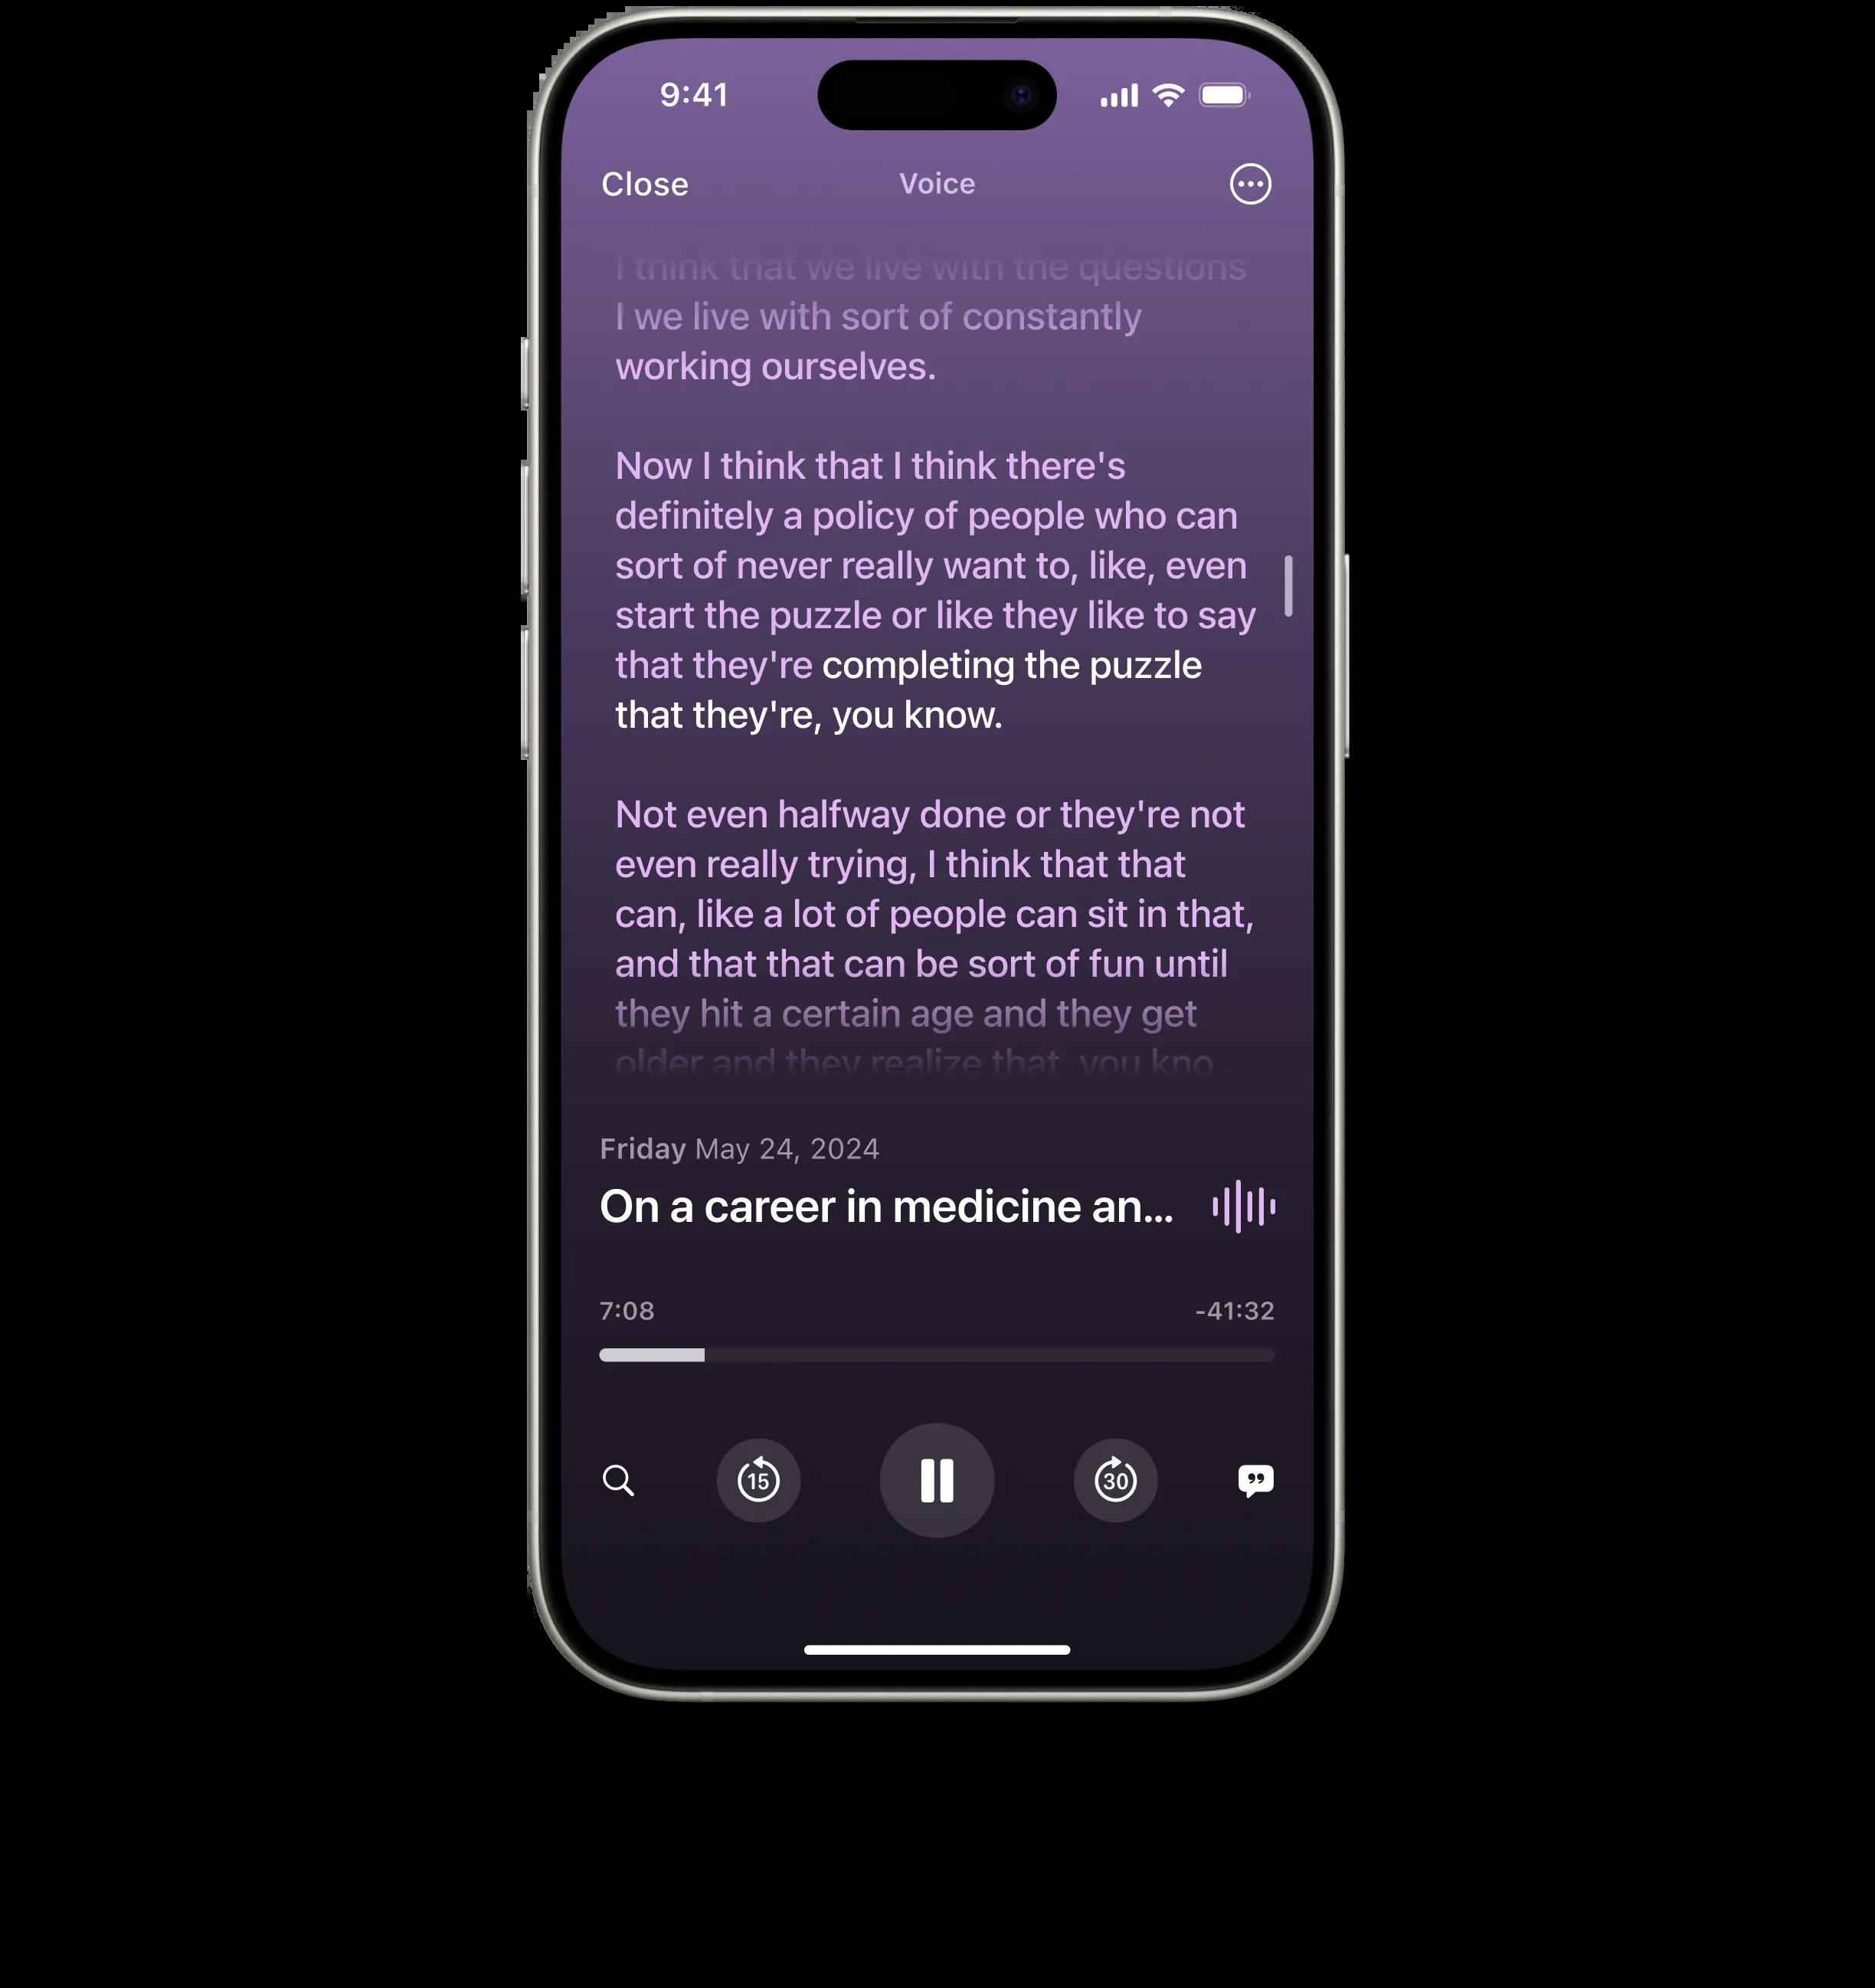 9:41
Close
Voice
I think that we live with the questions
I we live with sort of constantly
working ourselves.
Now I think that I think there's
definitely a policy of people who can
sort of never really want to, like, even
start the puzzle or like they like to say
that they're completing the puzzle
that they're, you know.
Not even halfway done or they're not
even really trying, I think that that
can, like a lot of people can sit in that,
and that that can be sort of fun until
they hit a certain age and they get
older and they realize that, you kno
Friday May 24, 2024
On a career in medicine an...
7:08
-41:32
15
30